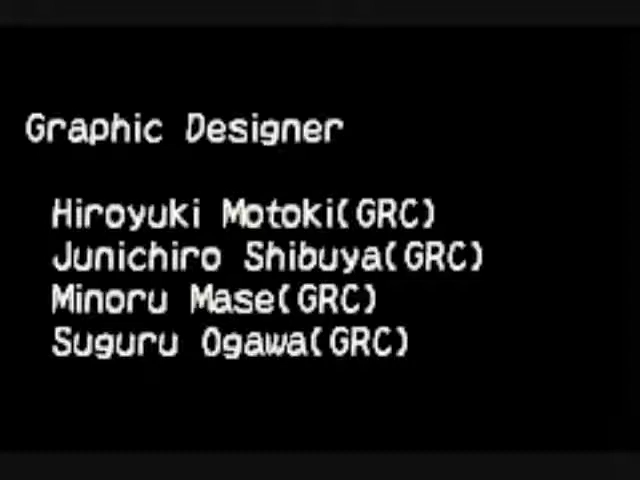 Graphic Designer
Hiroyuki Motoki(GRC)
Junichiro Shibuya(GRC)
Minoru Mase(GRC)
Suguru Ogawa(GRC)